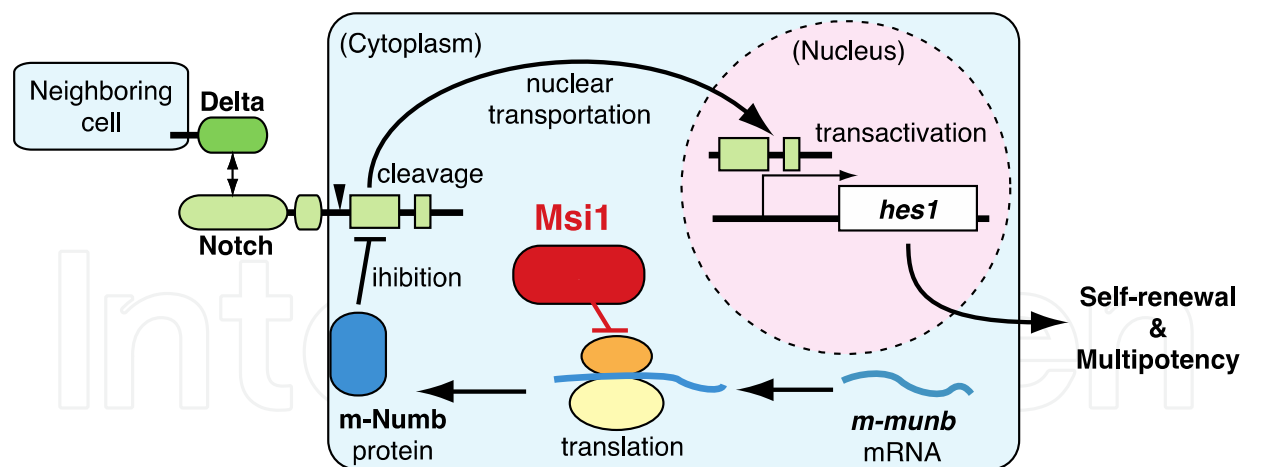 (Cytoplasm)
(Nucleus)
Neighboring
cell
Delta
nuclear
transportation
transactivation
cleavage
hes1
Msi1
Notch
ihibition
Self-renewal
&
Multipotency
m-Numb
protein
translation
m-munb
mRNA